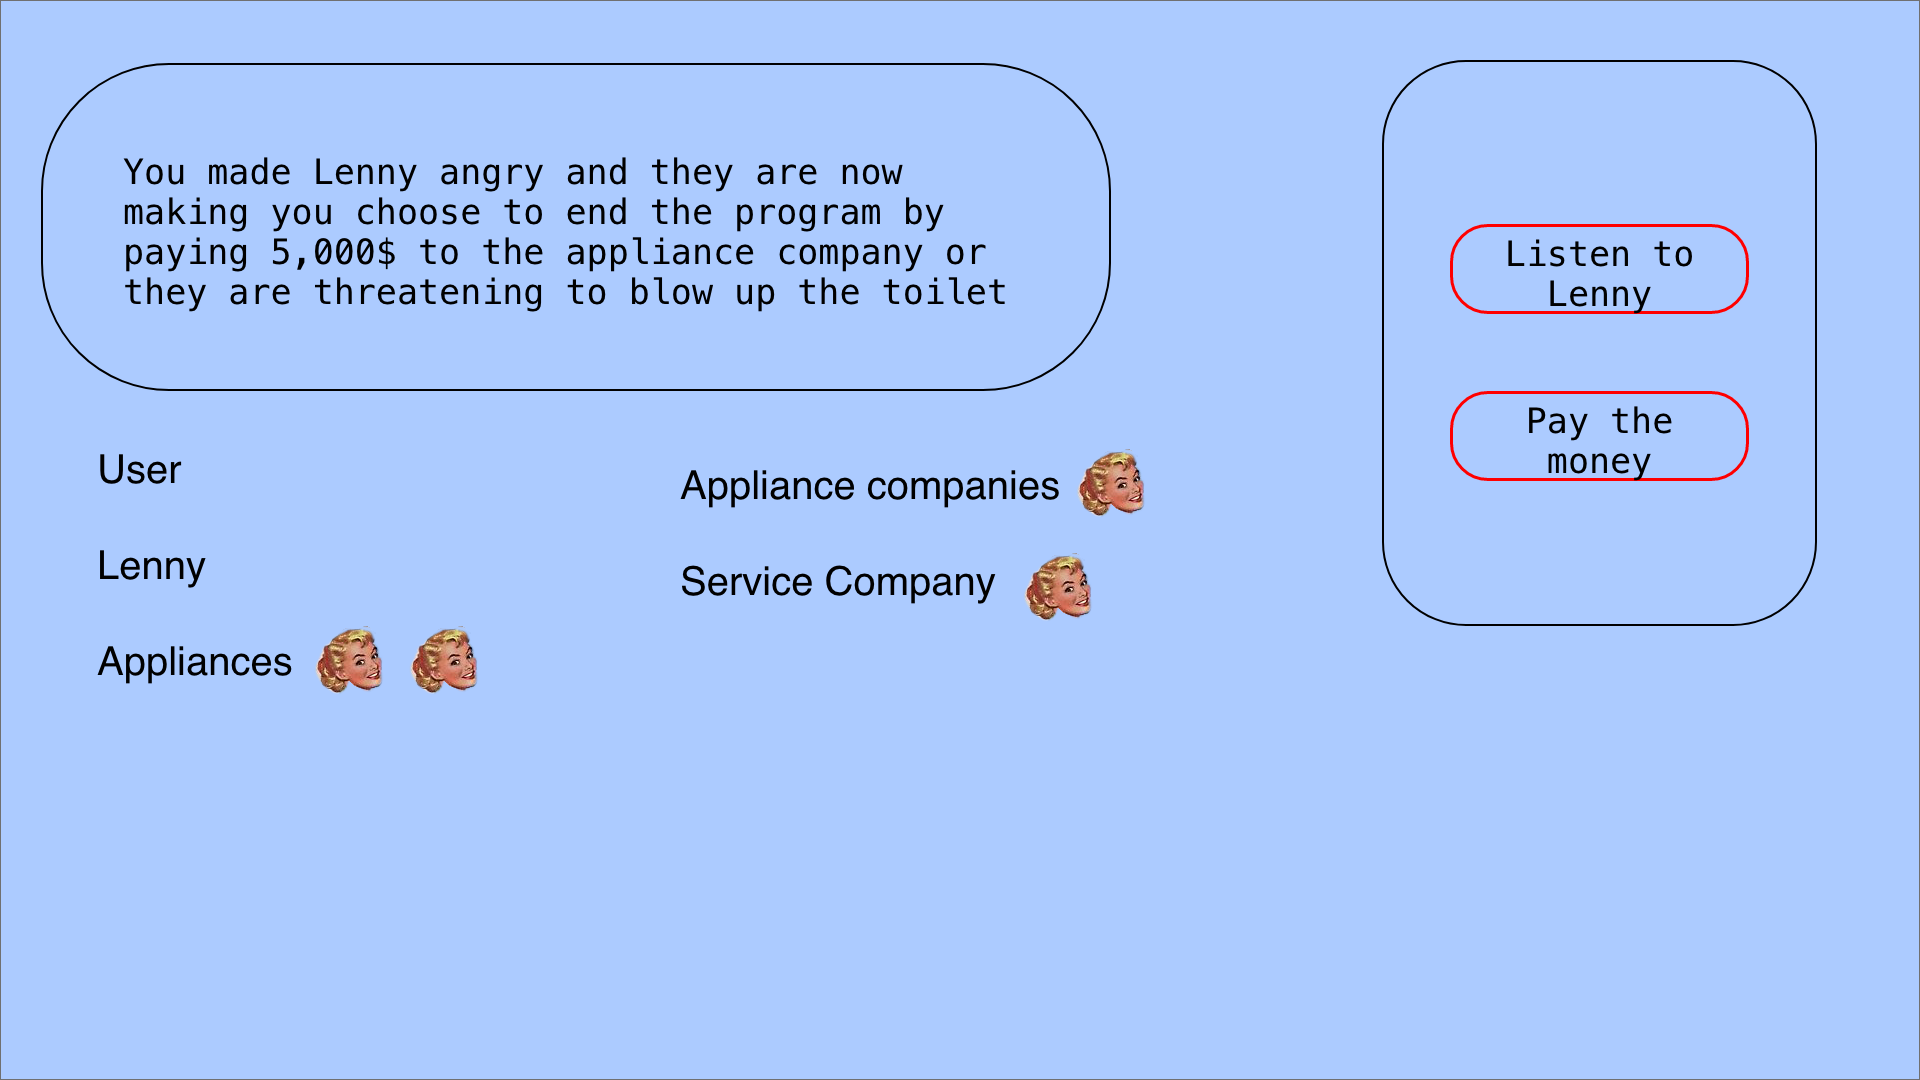 You made Lenny angry and they are now
making you choose to end the program by
paying 5,000$ to the appliance company or
they are threatening to blow up the toilet
Listen to
Lenny
Pay the
money
User
Lenny
Appliances
Appliance companies
Service Company